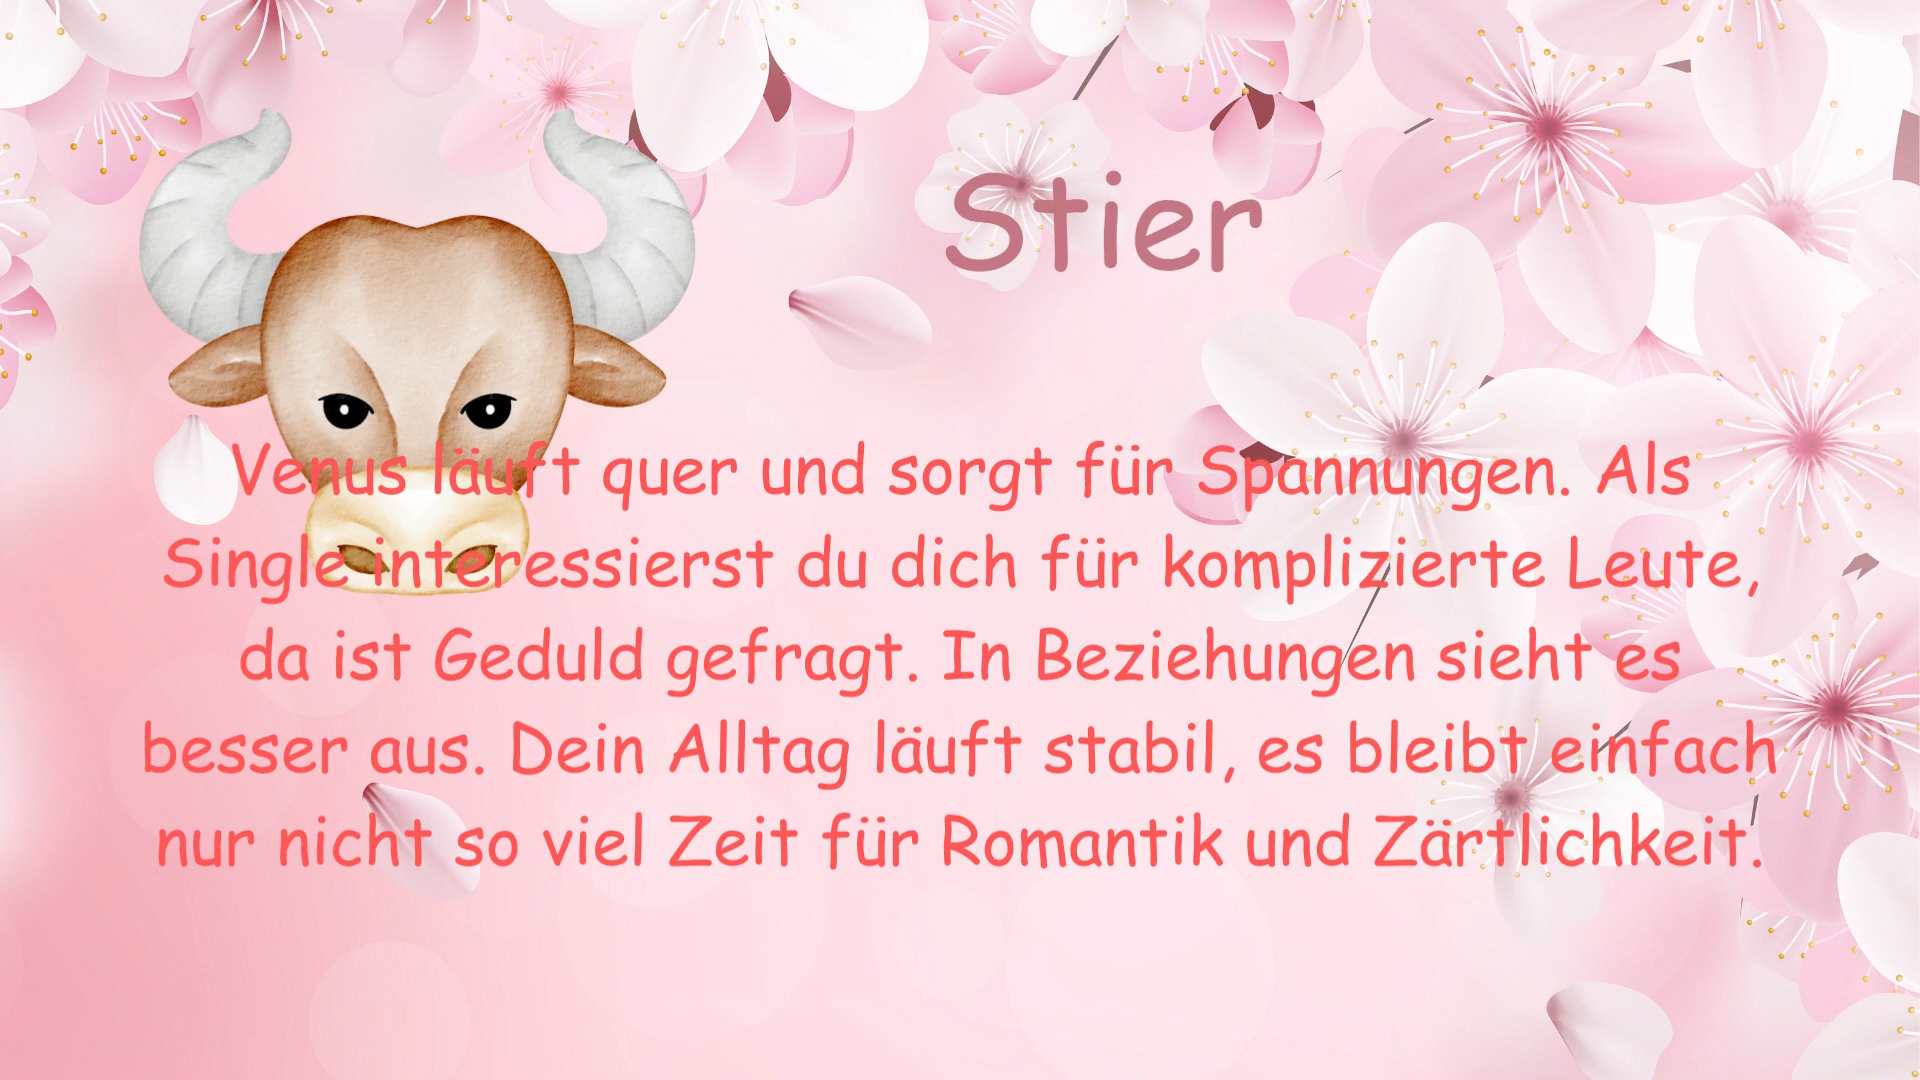 Stier
Venus läuft quer und sorgt für Spannungen. Als
Single interessierst du dich für komplizierte Leute,
da ist Geduld gefragt. In Beziehungen sieht es
besser aus. Dein Alltag läuft stabil, es bleibt einfach
nur nicht so viel Zeit für Romantik und Zärtlichkeit.